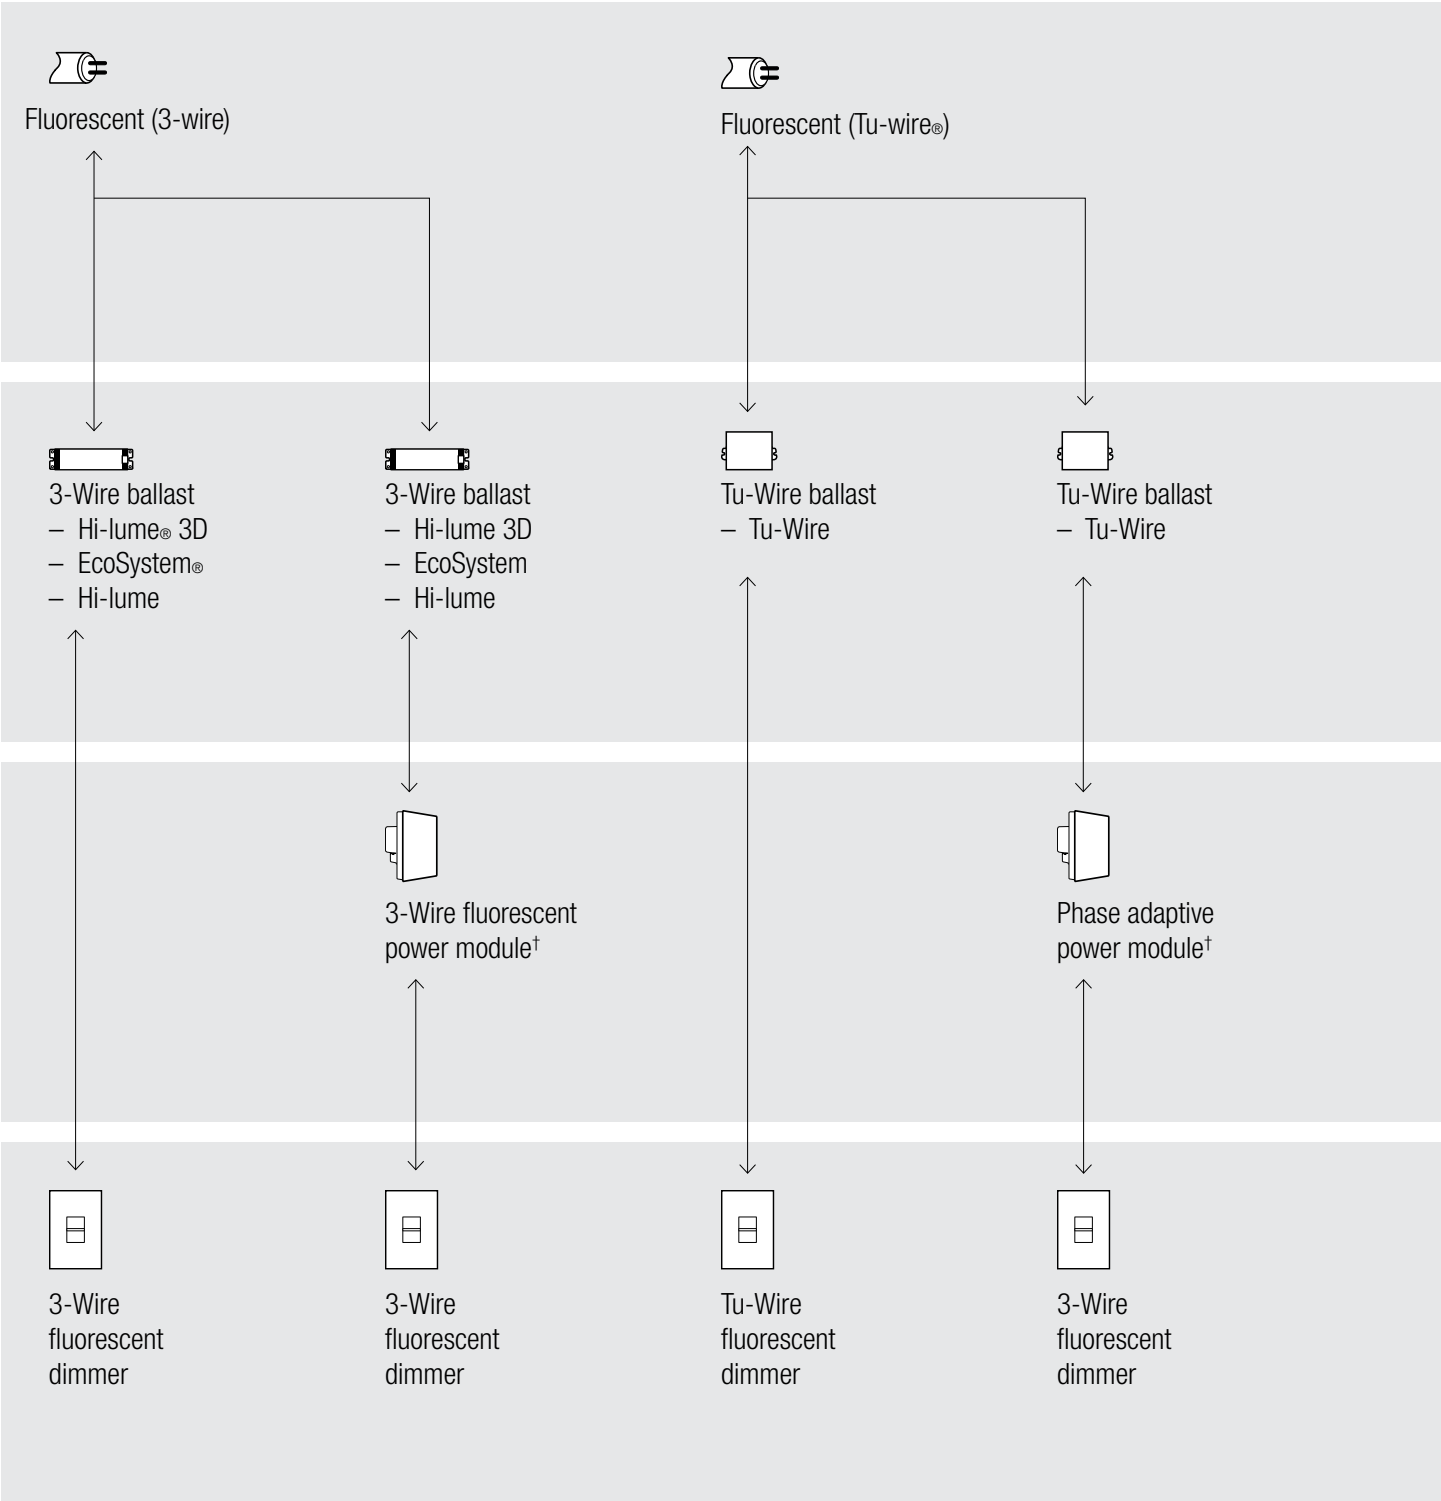 Fluorescent (3-wire)
Fluorescent (Tu-wire®)
3-Wire ballast
– Hi-lume® 3D
– EcoSystem®
– Hi-lume
3-Wire ballast
– Hi-lume 3D
– EcoSystem
– Hi-lume
Tu-Wire ballast
– Tu-Wire
Tu-Wire ballast
– Tu-Wire
3-Wire fluorescent
power module†
Phase adaptive
power module†
3-Wire
fluorescent
dimmer
3-Wire
fluorescent
dimmer
Tu-Wire
fluorescent
dimmer
3-Wire
fluorescent
dimmer